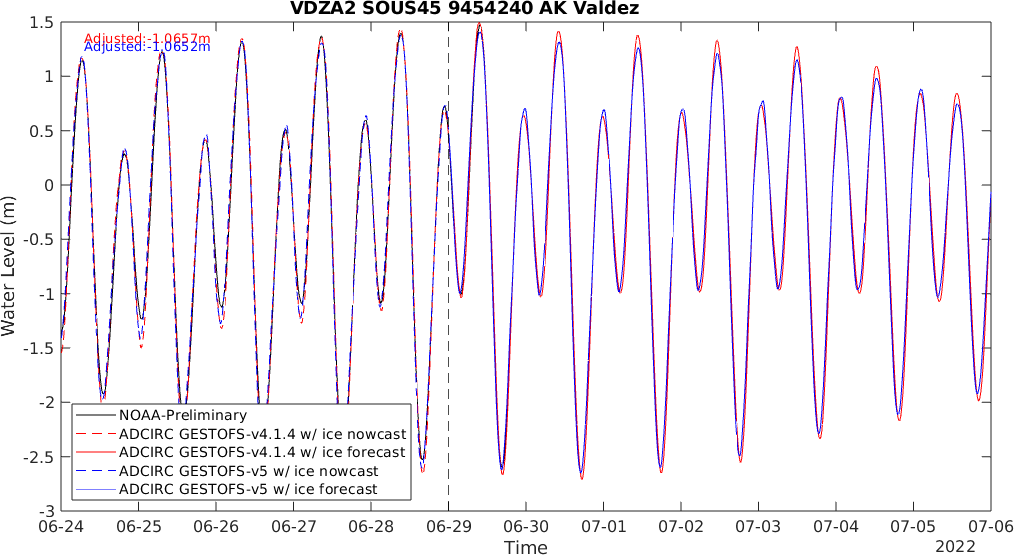 VDZA2 SOUS45 9454240 AK Valdez
Adjusted:-1.0657m
Adjusted:-1.0652m
Water Level (m)
1.5
1
0.5
0
-0.5
-1
-1.5
-2
-2.5
-3
NOAA-Preliminary
ADCIRC GESTOFS-v4.1.4 w/ ice nowcast
ADCIRC GESTOFS-v4.1.4 w/ ice forecast
ADCIRC GESTOFS-v5 w/ ice nowcast
ADCIRC GESTOFS-v5 w/ ice forecast
06-24 06-25 06-26 06-27 06-28 06-29 06-30 07-01 07-02 07-03 07-04 07-05 07-06
Time
2022